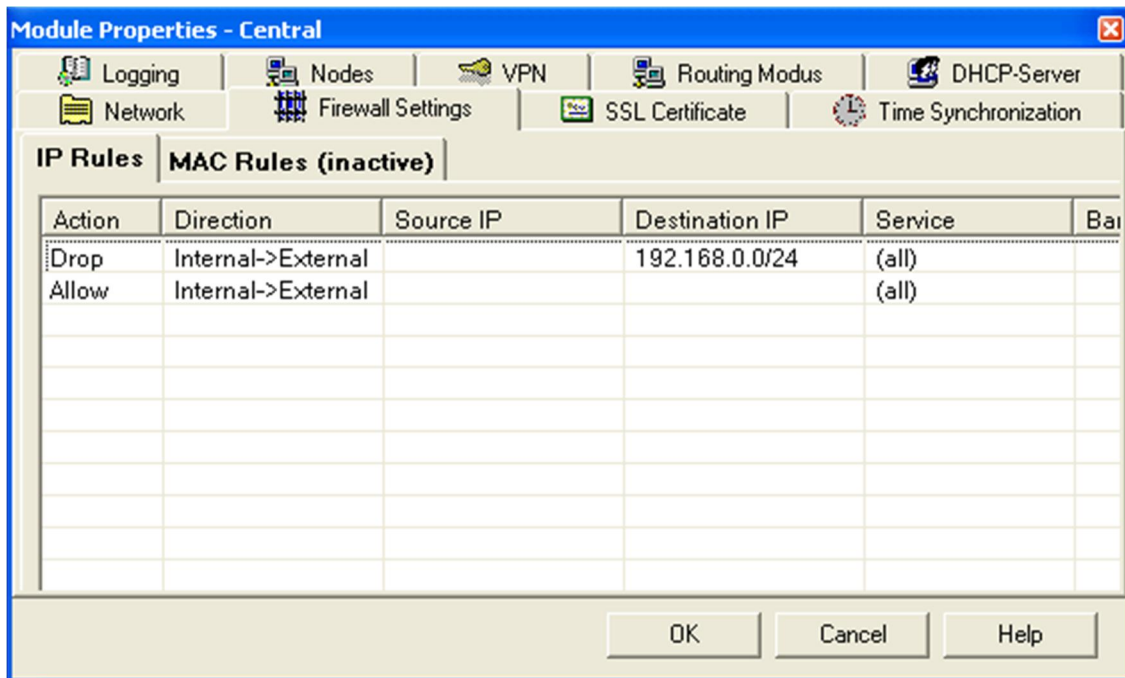 Module Properties - Central
Logging Nodes VPN Routing Modus DHCP-Server
Network Firewall Settings SSL Certificate Time Synchronization
IP Rules MAC Rules (inactive)
Action Direction Source IP Destination IP Service
Drop Internal->External 192.168.0.0/24 (all)
Allow Internal->External (all)
OK Cancel Help